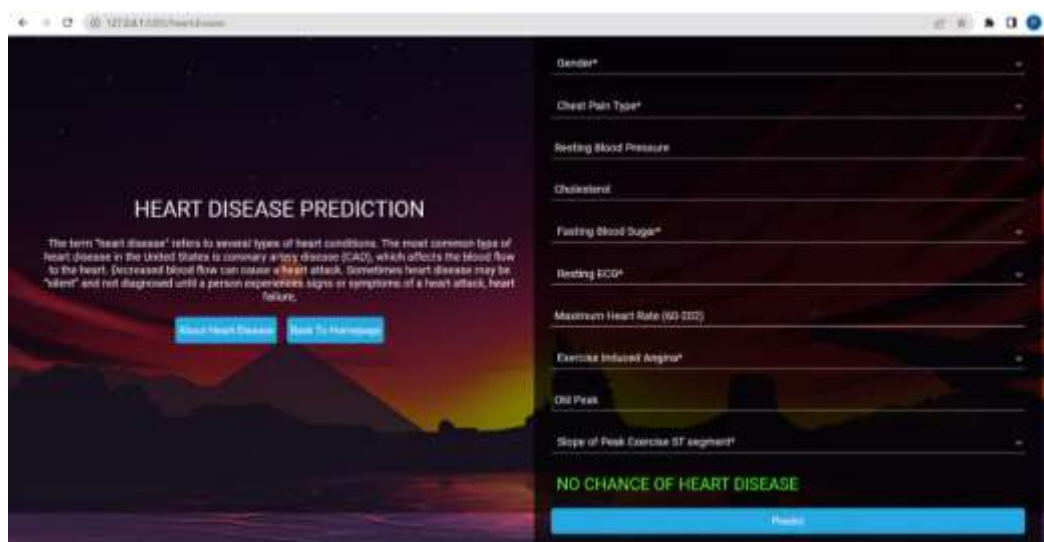 HEART DISEASE PREDICTION
The term "heart disease" refers to several types of heart conditions. The most common type of
heart disease in the United States is coronary artery disease (CAD), which affects the blood flow
to the heart. Decreased blood flow can cause a heart attack. Sometimes heart disease may be
"silent" and not diagnosed until a person experiences signs or symptoms of a heart attack, heart
failure,
About Heart Disease
Back To Homepage
Gender*
Chest Pain Type*
Resting Blood Pressure
Cholesterol
Fasting Blood Sugar*
Resting ECG*
Maximum Heart Rate (60-202)
Exercise Induced Angina*
Old Peak
Slope of Peak Exercise ST segment*
NO CHANCE OF HEART DISEASE
Predict